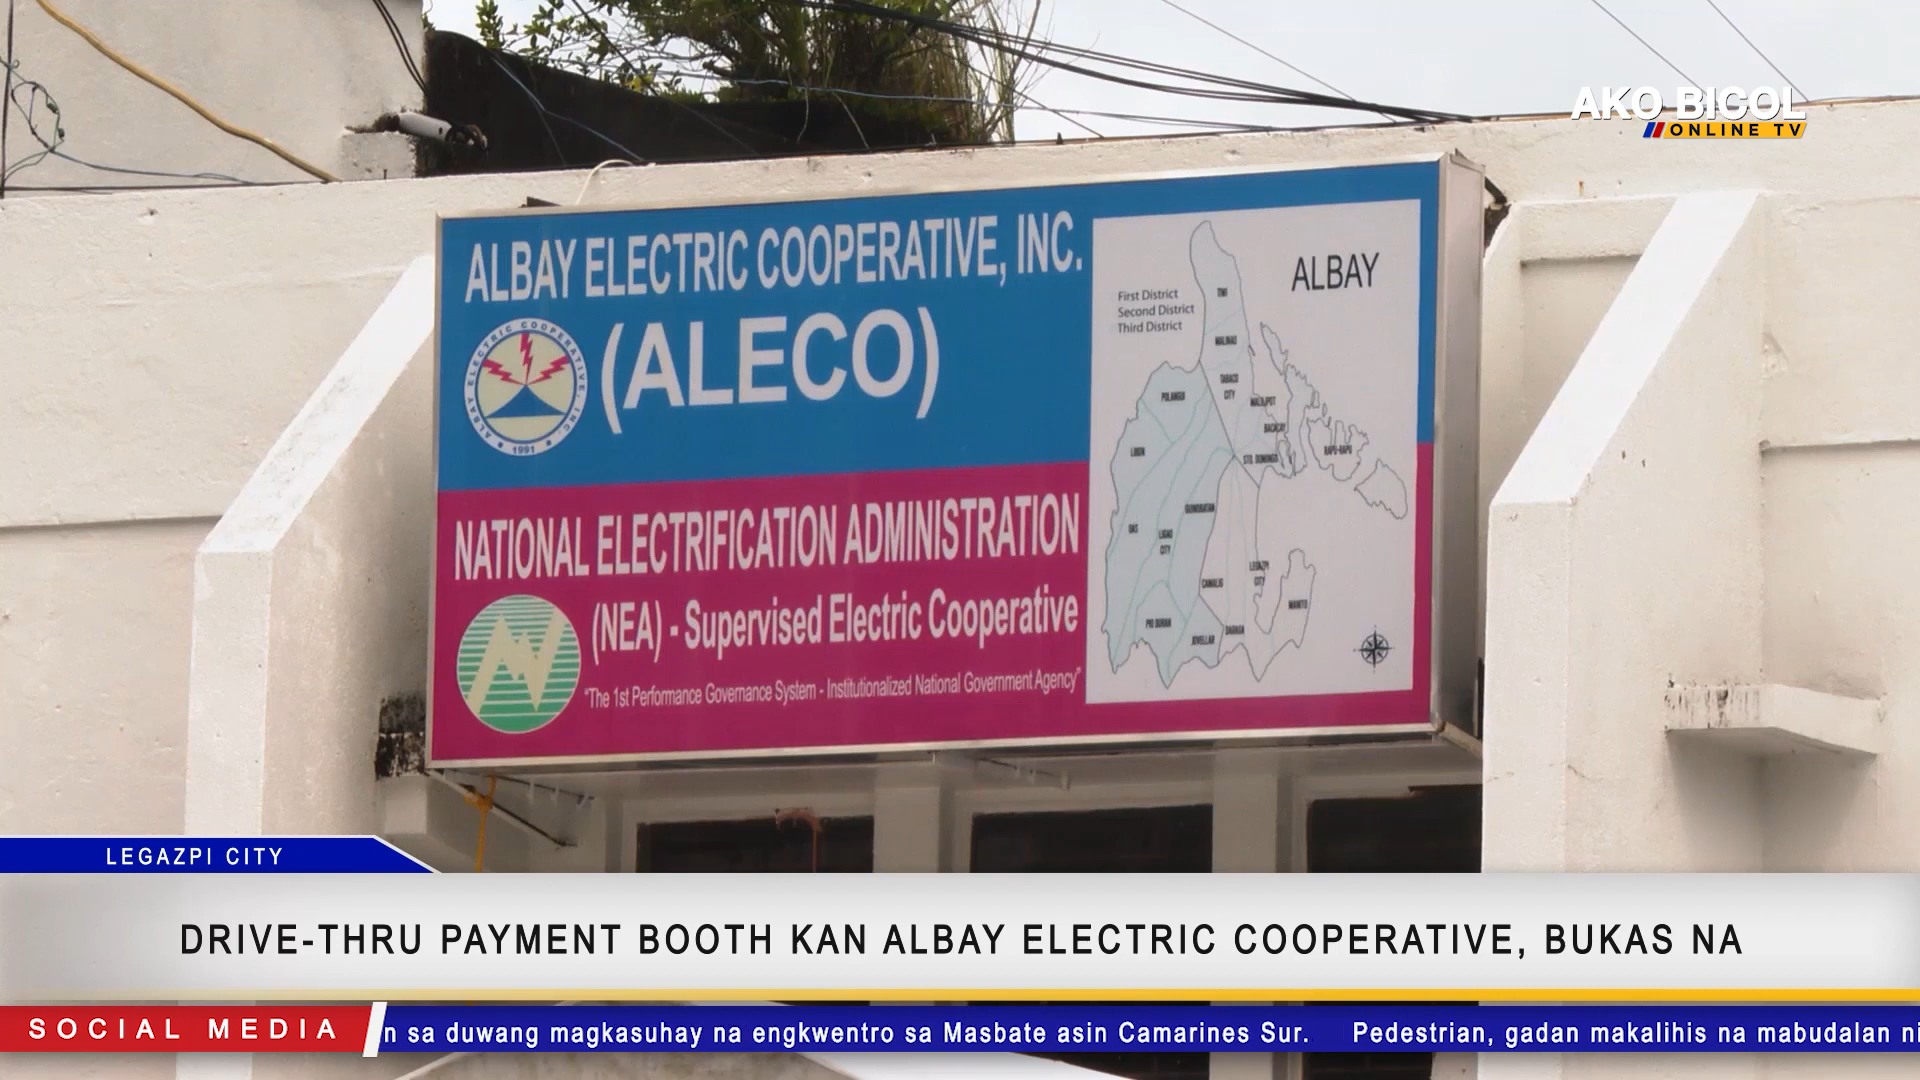 AKO BICOL
ONLINE TV
ALBAY ELECTRIC COOPERATIVE, INC.
(ALECO)
ALBAY ELECTRIC COOPERATIVE, INC.
1991
NATIONAL ELECTRIFICATION ADMINISTRATION
(NEA) - Supervised Electric Cooperative
"The 1st Performance Governance System - Institutionalized National Government Agency"
ALBAY
First District
Second District
Third District
TIWI
MALINAO
TABACO
CITY
MALILIPOT
BACACAY
STO. DOMINGO
RAPU-RAPU
POLANGUI
LIBON
OAS
LIGAO
CITY
GUINOBATAN
CAMALIG
LEGAZPI
CITY
MANITO
PIO DURAN
JOVELLAR
DARAGA
LEGAZPI CITY
DRIVE-THRU PAYMENT BOOTH KAN ALBAY ELECTRIC COOPERATIVE, BUKAS NA
SOCIAL MEDIA
n sa duwang magkasuhay na engkwentro sa Masbate asin Camarines Sur. Pedestrian, gadan makalihis na mabudalan ni